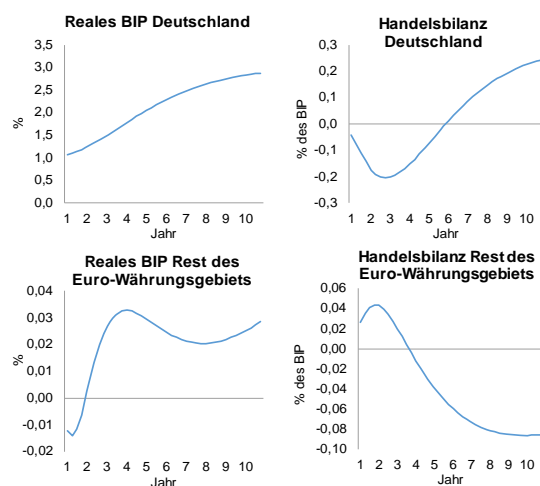 Reales BIP Deutschland
%
3,5
3,0
2,5
2,0
1,5
1,0
0,5
0,0
1 2 3 4 5 6 7 8 9 10
Jahr
Handelsbilanz
Deutschland
% des BIP
0,3
0,2
0,1
0,0
-0,1
-0,2
-0,3
1 2 3 4 5 6 7 8 9 10
Jahr
Reales BIP Rest des
Euro-Währungsgebiets
%
0,04
0,03
0,02
0,01
0,00
-0,01
-0,02
1 2 3 4 5 6 7 8 9 10
Jahr
Handelsbilanz Rest des
Euro-Währungsgebiets
% des BIP
0,06
0,04
0,02
0,00
-0,02
-0,04
-0,06
-0,08
-0,10
1 2 3 4 5 6 7 8 9 10
Jahr